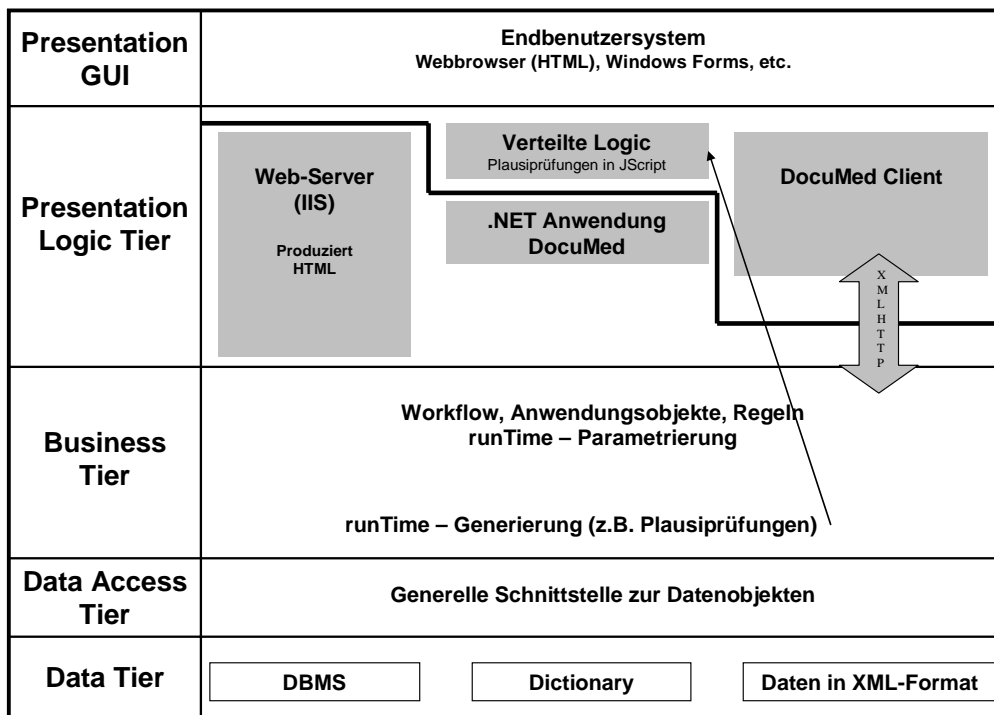 Presentation
GUI
Endbenutzersystem
Webbrowser (HTML), Windows Forms, etc.
Presentation
Logic Tier
Web-Server
(IIS)
Produziert
HTML
Verteilte Logic
Plausiprüfungen in JScript
.NET Anwendung
DocuMed
DocuMed Client
XMLHTTP
Business
Tier
Workflow, Anwendungsobjekte, Regeln
runTime – Parametrierung
runTime – Generierung (z.B. Plausiprüfungen)
Data Access
Tier
Generelle Schnittstelle zur Datenobjekten
Data Tier
DBMS
Dictionary
Daten in XML-Format